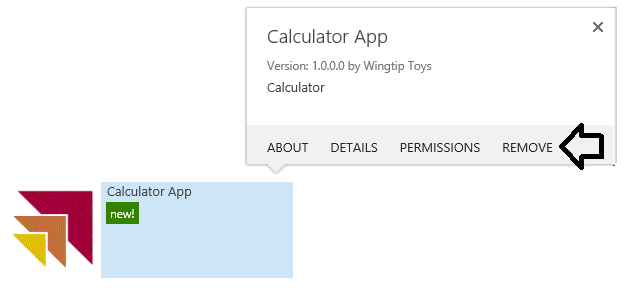 Calculator App
Version: 1.0.0.0 by Wingtip Toys
Calculator
ABOUT DETAILS PERMISSIONS REMOVE
Calculator App
new!